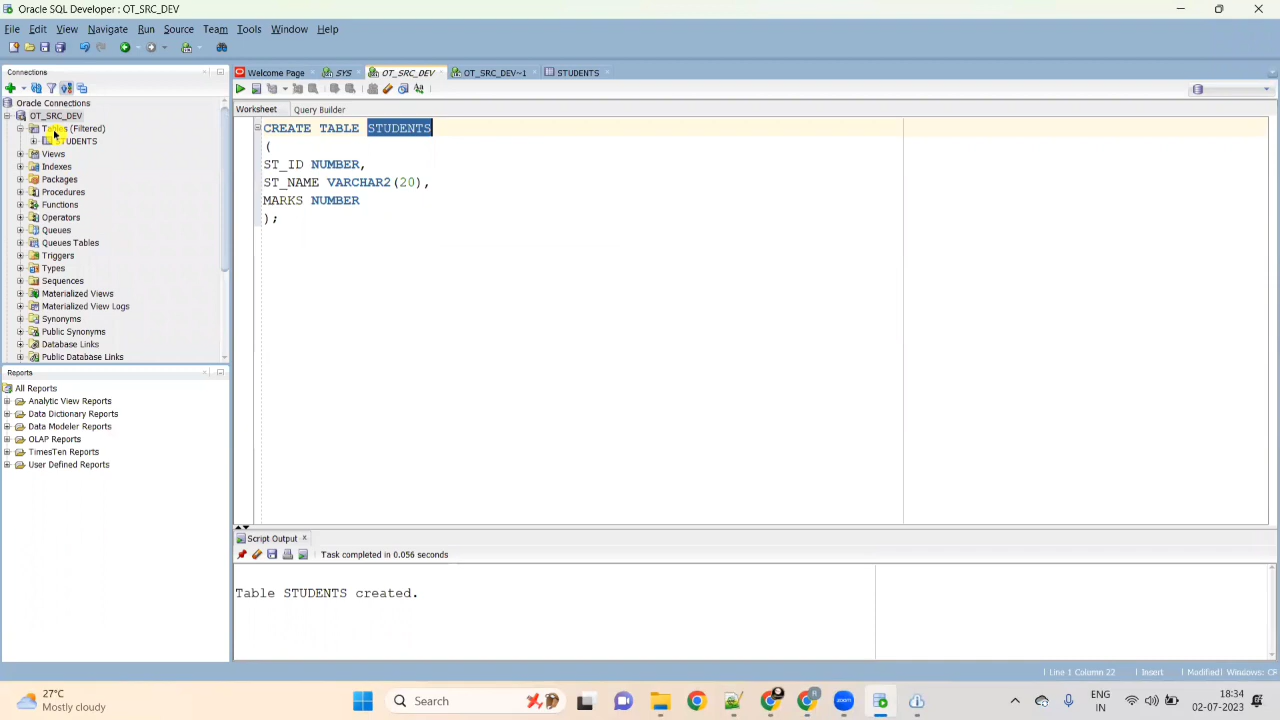 Oracle SQL Developer : OT_SRC_DEV
File Edit View Navigate Run Source Team Tools Window Help
Connections
Oracle Connections
OT_SRC_DEV
Tables (Filtered)
STUDENTS
Views
Indexes
Packages
Procedures
Functions
Operators
Queues
Queues Tables
Triggers
Types
Sequences
Materialized Views
Materialized View Logs
Synonyms
Public Synonyms
Database Links
Public Database Links
Reports
All Reports
Analytic View Reports
Data Dictionary Reports
Data Modeler Reports
OLAP Reports
TimesTen Reports
User Defined Reports
Welcome Page SYS OT_SRC_DEV OT_SRC_DEV~1 STUDENTS
Worksheet Query Builder
CREATE TABLE STUDENTS
(
ST_ID NUMBER,
ST_NAME VARCHAR2(20),
MARKS NUMBER
);
Script Output
Task completed in 0.056 seconds
Table STUDENTS created.
Line 1 Column 22 Insert Modified Windows: CF
27°C
Mostly cloudy
Search
zoom
ENG
IN
18:34
02-07-2023